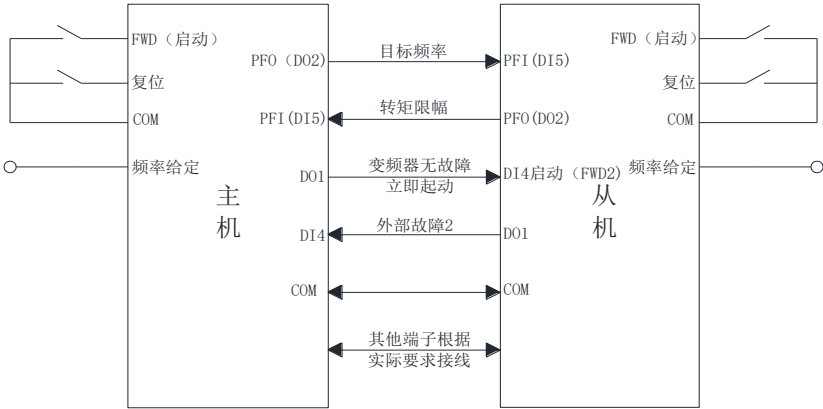 FWD（启动）
复位
COM
频率给定
主
机
PFO（DO2）
PFI(DI5)
DO1
DI4
COM
目标频率
转矩限幅
变频器无故障
立即起动
外部故障2
其他端子根据
实际要求接线
PFI(DI5)
PFO(DO2)
DI4启动（FWD2)
DO1
COM
从
机
FWD（启动）
复位
COM
频率给定